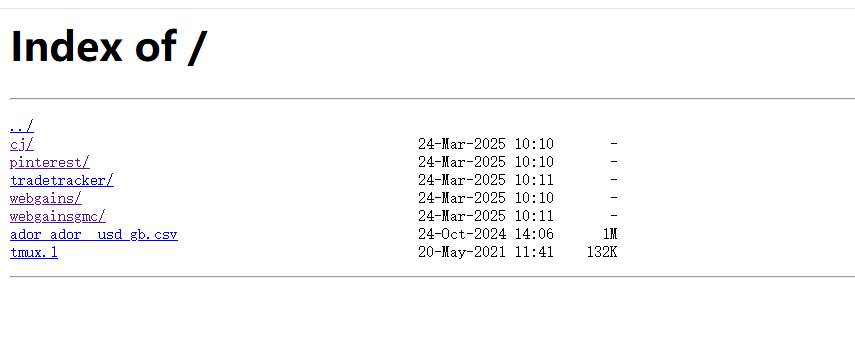 Index of /
../
cj/ 24-Mar-2025 10:10 -
pinterest/ 24-Mar-2025 10:10 -
tradetracker/ 24-Mar-2025 10:11 -
webgains/ 24-Mar-2025 10:10 -
webgainsgmc/ 24-Mar-2025 10:11 -
ador_ador__usd_gb.csv 24-Oct-2024 14:06 1M
tmux.1 20-May-2021 11:41 132K